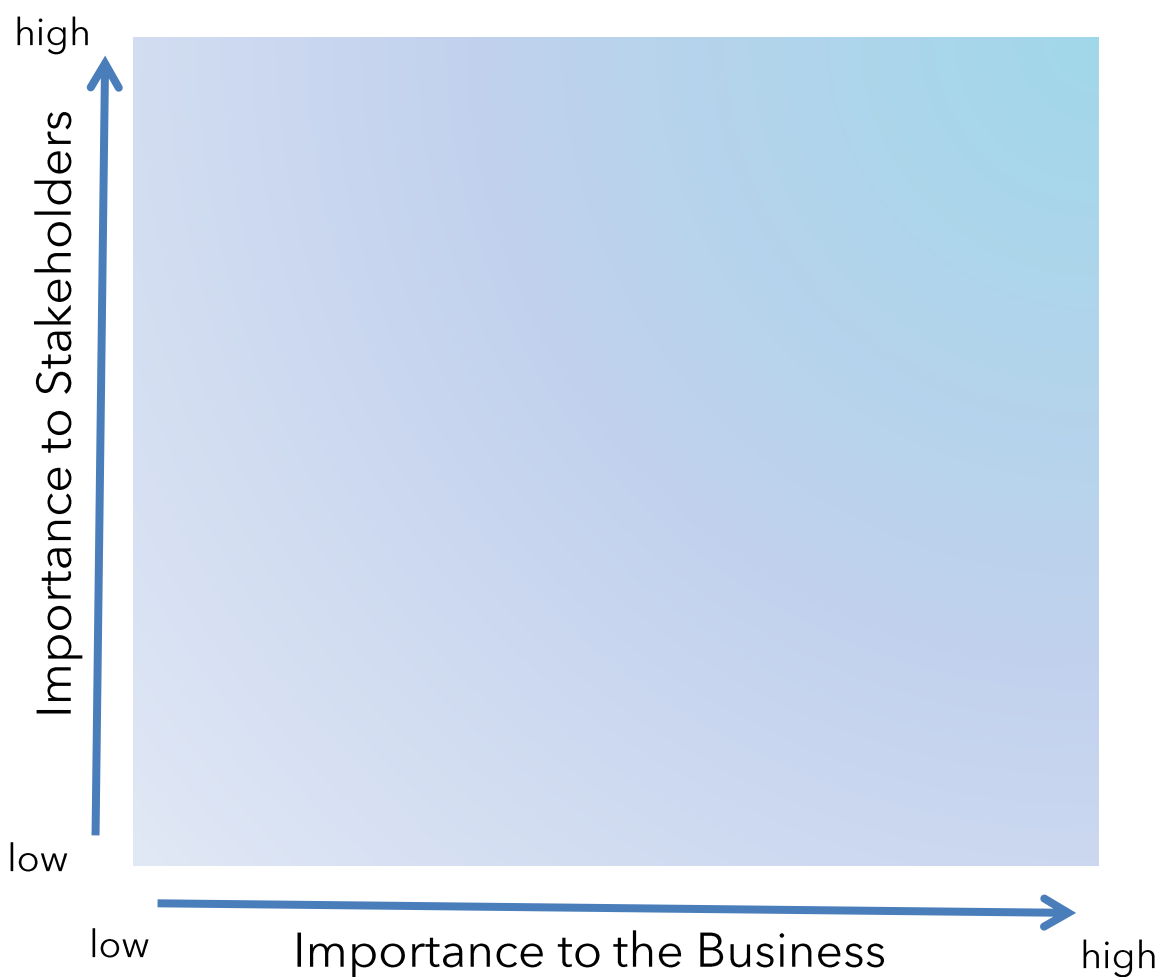 high
Importance to Stakeholders
low
low
Importance to the Business
high